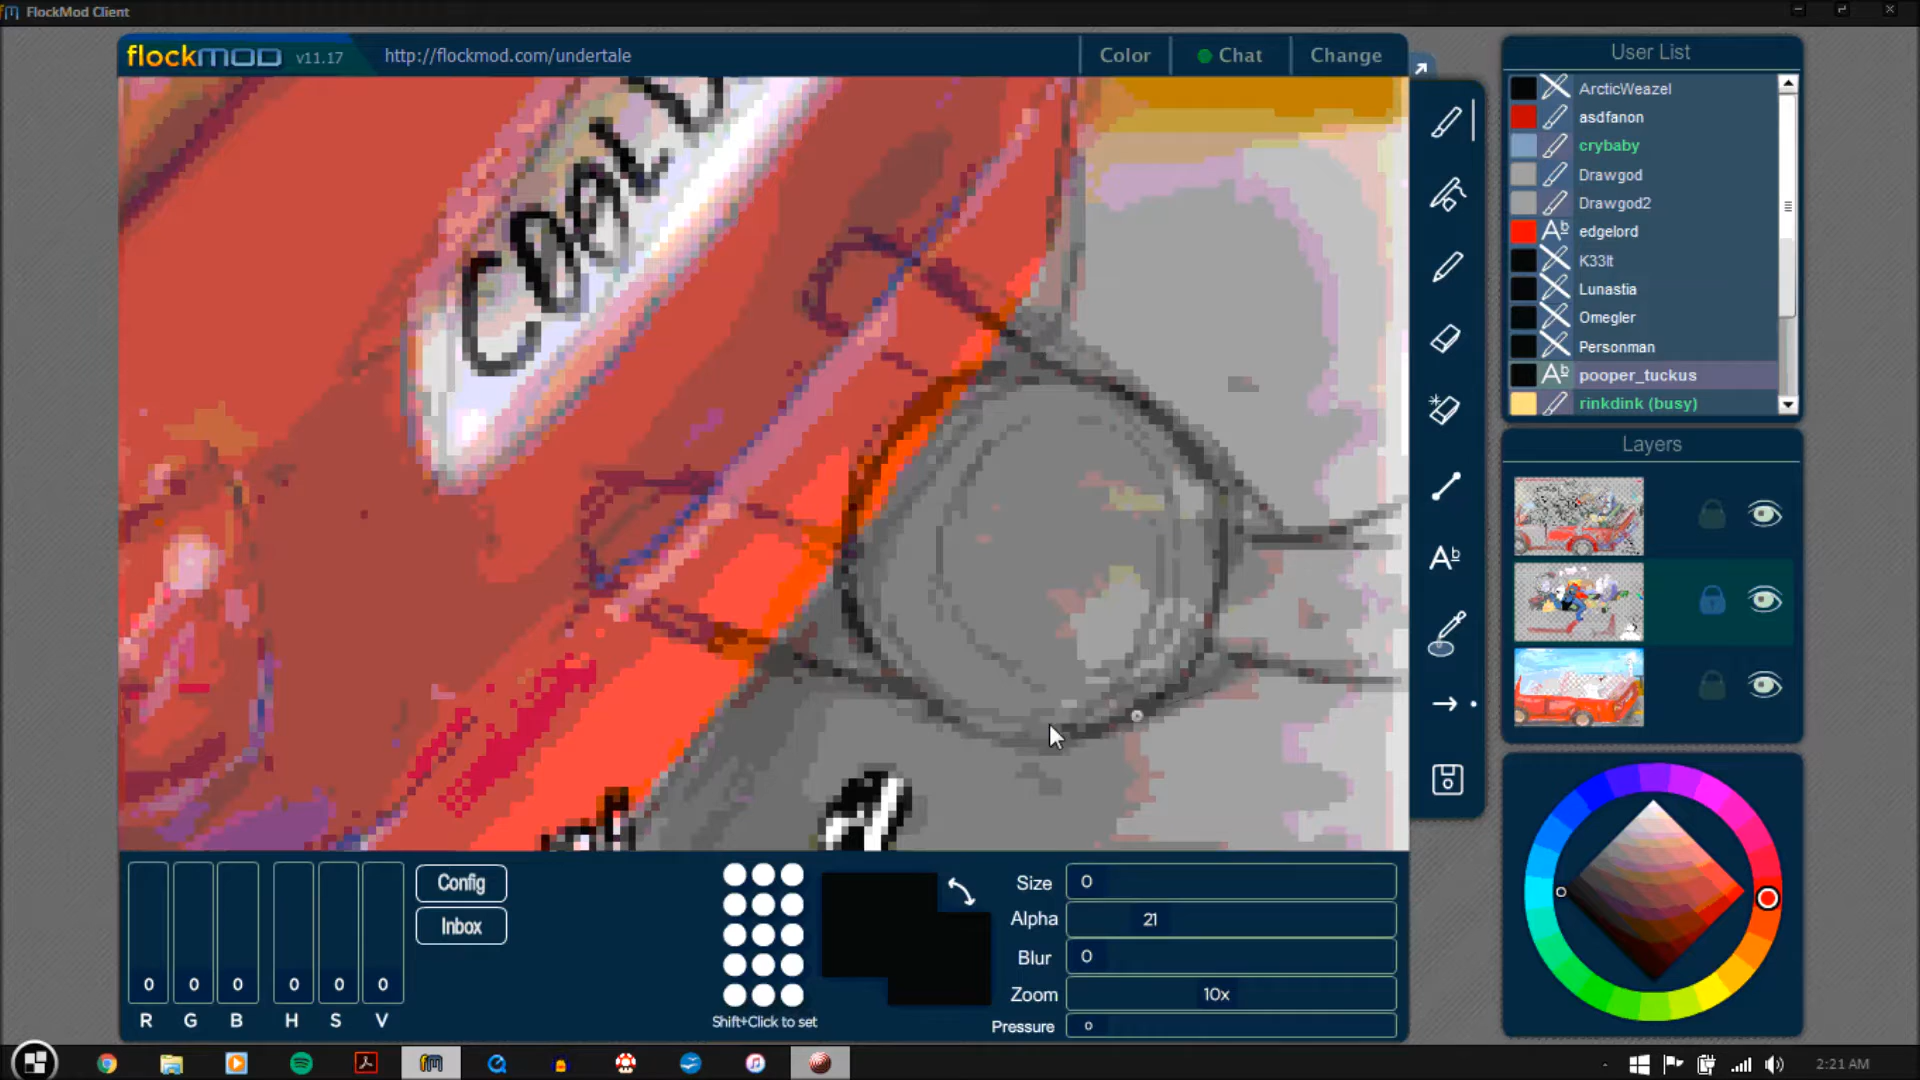 FlockMod Client
flockmod v11.17 http://flockmod.com/undertale Color Chat Change
User List
ArcticWeazel
asdfanon
crybaby
Drawgod
Drawgod2
edgelord
K33lt
Lunastia
Omegler
Personman
pooper_tuckus
rinkdink (busy)
Layers
Config
Inbox
0 0 0 0 0 0
R G B H S V
Shift+Click to set
Size 0
Alpha 21
Blur 0
Zoom 10x
Pressure 0
2:21 AM